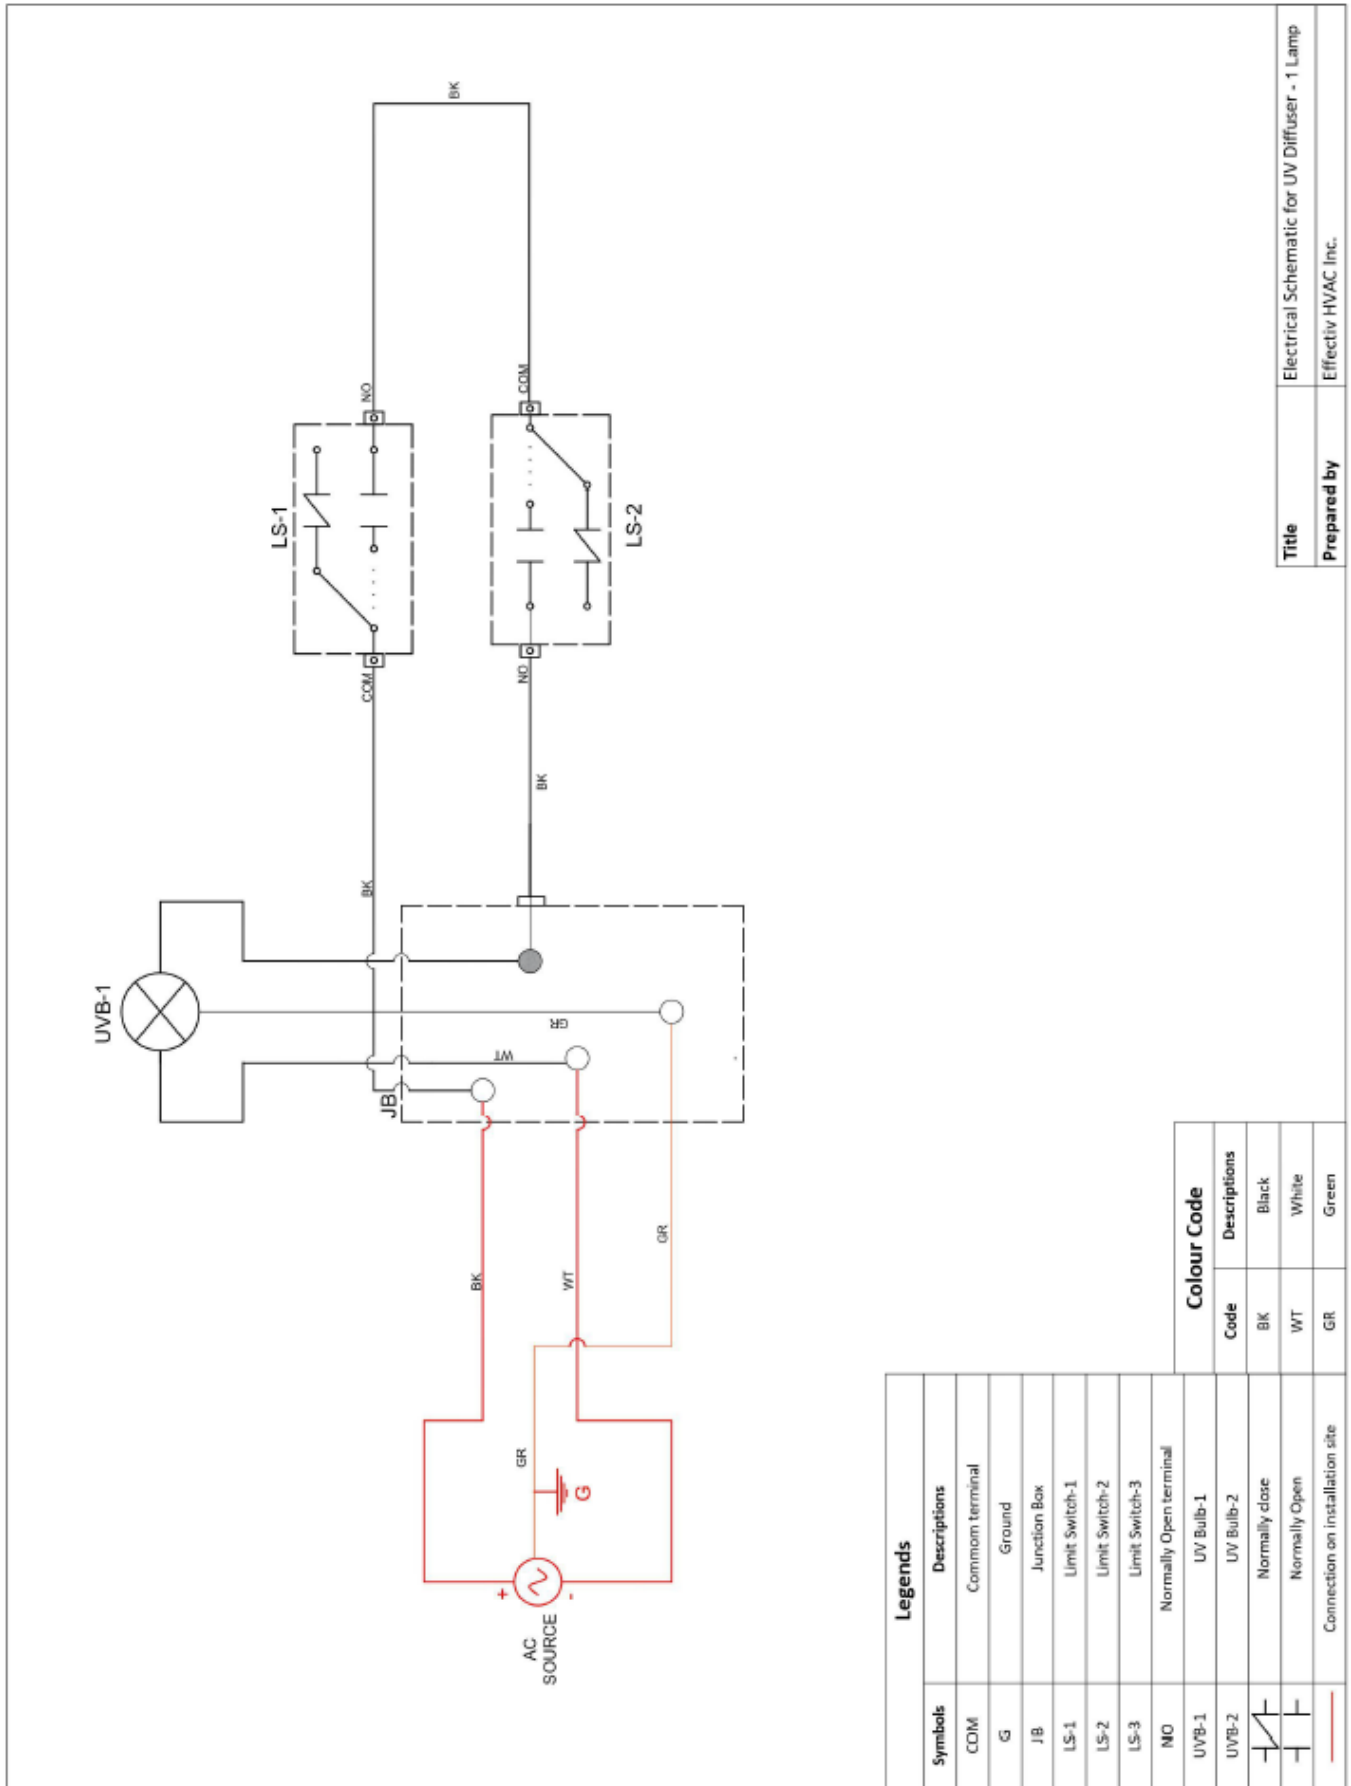 UVB-1
LS-1
LS-2
JB
BK
COM
NO
BK
COM
NO
BK
WT
GR
BK
WT
GR
GR
G
+
-
AC
SOURCE
Legends
Symbols Descriptions
COM Commom terminal
G Ground
JB Junction Box
LS-1 Limit Switch-1
LS-2 Limit Switch-2
LS-3 Limit Switch-3
NO Normally Open terminal
UVB-1 UV Bulb-1
UVB-2 UV Bulb-2
Normally close
Normally Open
Connection on installation site
Colour Code
Code Descriptions
BK Black
WT White
GR Green
Title Electrical Schematic for UV Diffuser - 1 Lamp
Prepared by Effectiv HVAC Inc.